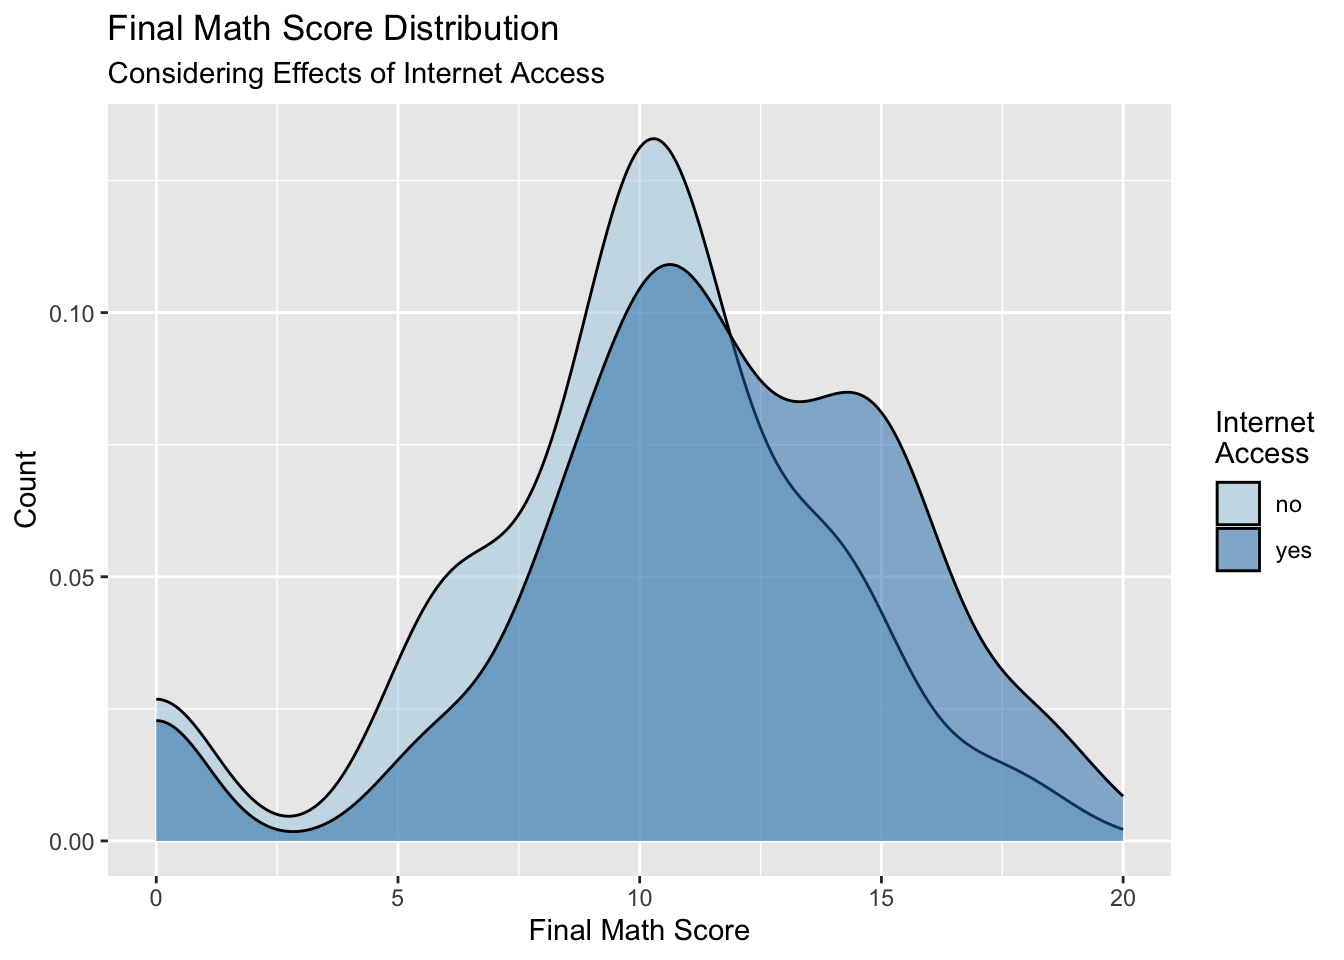 Final Math Score Distribution
Considering Effects of Internet Access
0.10
0.05
0.00
Count
0 5 10 15 20
Final Math Score
Internet
Access
no
yes